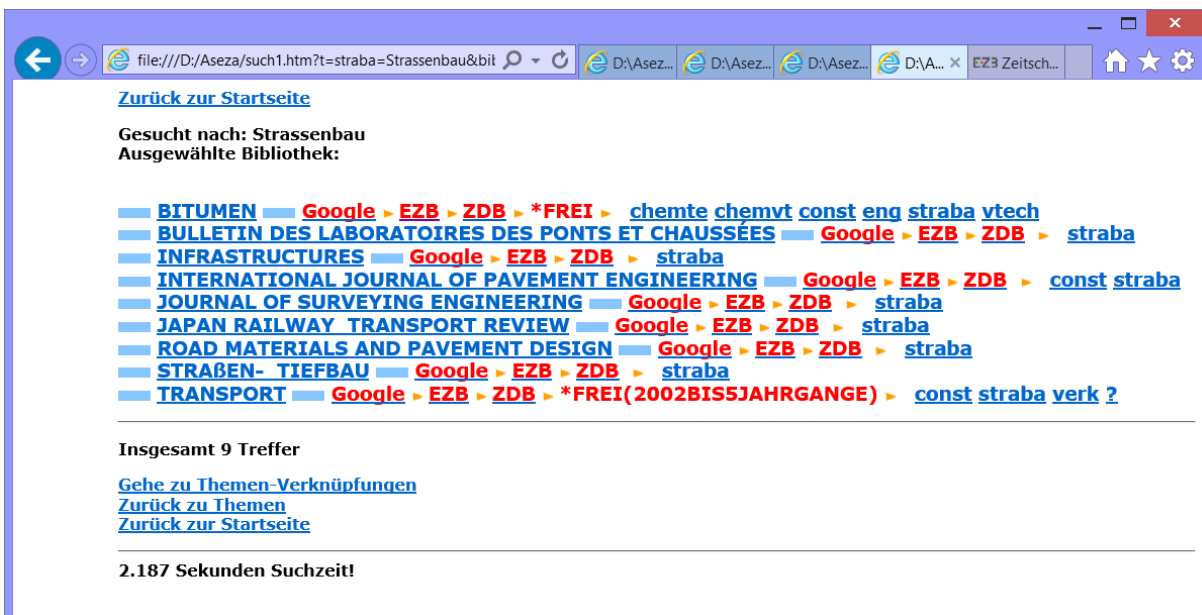 file:///D:/Aseza/such1.htm?t=straba=Strassenbau&bib D:\Asez... D:\Asez... D:\Asez... D:\A... × EZB Zeitsch...
Zurück zur Startseite
Gesucht nach: Strassenbau
Ausgewählte Bibliothek:
BITUMEN Google ► EZB ► ZDB ► *FREI ► chemte chemvt const eng straba vtech
BULLETIN DES LABORATOIRES DES PONTS ET CHAUSSÉES Google ► EZB ► ZDB ► straba
INFRASTRUCTURES Google ► EZB ► ZDB ► straba
INTERNATIONAL JOURNAL OF PAVEMENT ENGINEERING Google ► EZB ► ZDB ► const straba
JOURNAL OF SURVEYING ENGINEERING Google ► EZB ► ZDB ► straba
JAPAN RAILWAY TRANSPORT REVIEW Google ► EZB ► ZDB ► straba
ROAD MATERIALS AND PAVEMENT DESIGN Google ► EZB ► ZDB ► straba
STRAßEN- TIEFBAU Google ► EZB ► ZDB ► straba
TRANSPORT Google ► EZB ► ZDB ► *FREI(2002BIS5JAHRGANGE) ► const straba verk ?
Insgesamt 9 Treffer
Gehe zu Themen-Verknüpfungen
Zurück zu Themen
Zurück zur Startseite
2.187 Sekunden Suchzeit!